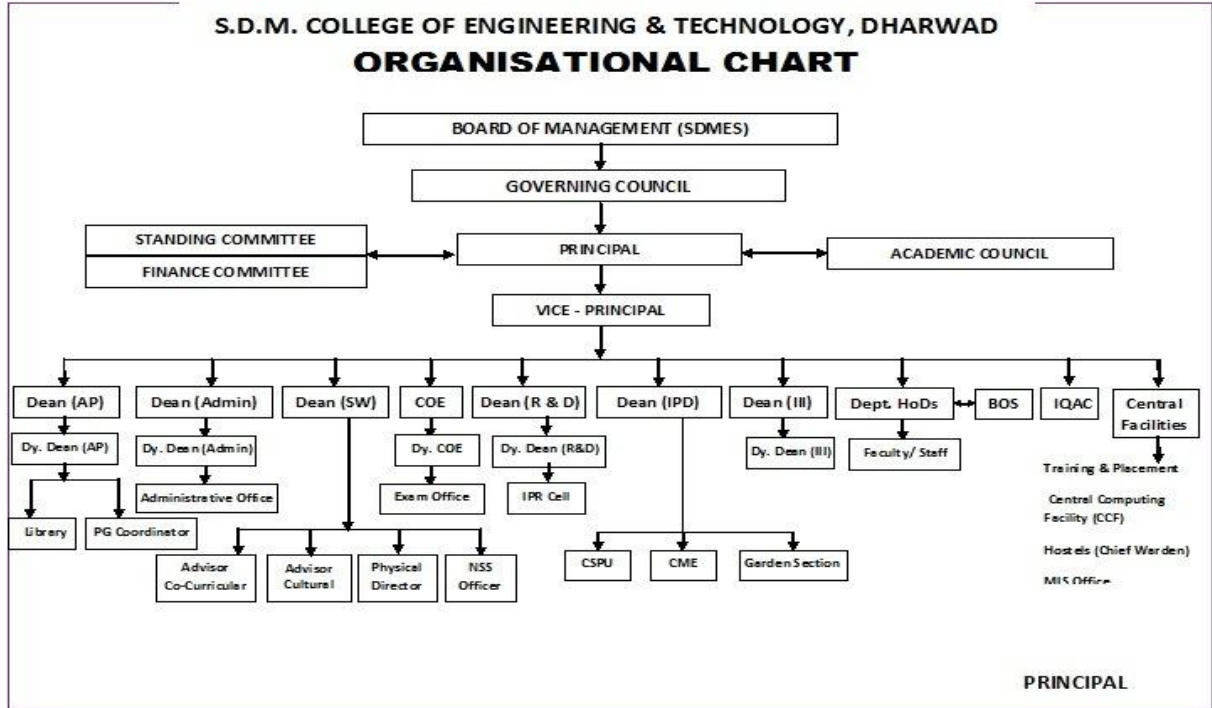 S.D.M. COLLEGE OF ENGINEERING & TECHNOLOGY, DHARWAD
ORGANISATIONAL CHART
BOARD OF MANAGEMENT (SDMES)
GOVERNING COUNCIL
STANDING COMMITTEE
FINANCE COMMITTEE
PRINCIPAL
ACADEMIC COUNCIL
VICE - PRINCIPAL
Dean (AP)
Dean (Admin)
Dean (SW)
COE
Dean (R & D)
Dean (IPD)
Dean (III)
Dept. HoDs
BOS
IQAC
Central
Facilities
Dy. Dean (AP)
Dy. Dean (Admin)
Dy. COE
Dy. Dean (R&D)
Dy. Dean (III)
Faculty/ Staff
Administrative Office
Exam Office
IPR Cell
Library
PG Coordinator
Advisor
Co-Curricular
Advisor
Cultural
Physical
Director
NSS
Officer
CSPU
CME
Garden Section
Training & Placement
Central Computing
Facility (CCF)
Hostels (Chief Warden)
MIS Office
PRINCIPAL